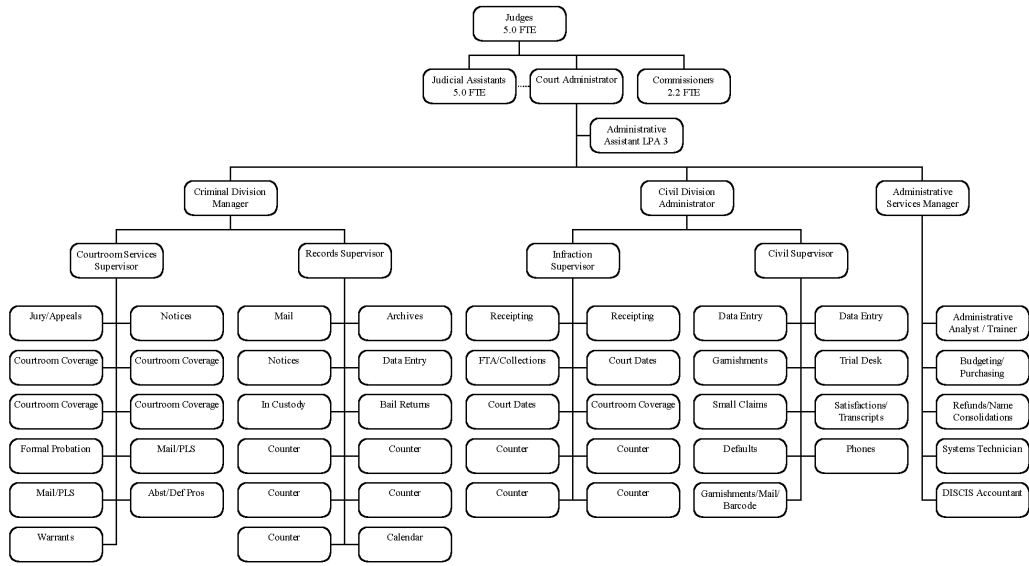 Judges
5.0 FTE
Judicial Assistants
5.0 FTE
Court Administrator
Commissioners
2.2 FTE
Administrative
Assistant LPA 3
Criminal Division
Manager
Civil Division
Administrator
Administrative
Services Manager
Courtroom Services
Supervisor
Records Supervisor
Infraction
Supervisor
Civil Supervisor
Jury/Appeals
Notices
Courtroom Coverage
Courtroom Coverage
Courtroom Coverage
Courtroom Coverage
Formal Probation
Mail/PLS
Mail/PLS
Abst/Def Pros
Warrants
Mail
Archives
Notices
Data Entry
In Custody
Bail Returns
Counter
Counter
Counter
Counter
Counter
Calendar
Receipting
Receipting
FTA/Collections
Court Dates
Court Dates
Courtroom Coverage
Counter
Counter
Counter
Counter
Data Entry
Data Entry
Garnishments
Trial Desk
Small Claims
Satisfactions/
Transcripts
Defaults
Phones
Garnishments/Mail/
Barcode
Administrative
Analyst / Trainer
Budgeting/
Purchasing
Refunds/Name
Consolidations
Systems Technician
DISCIS Accountant